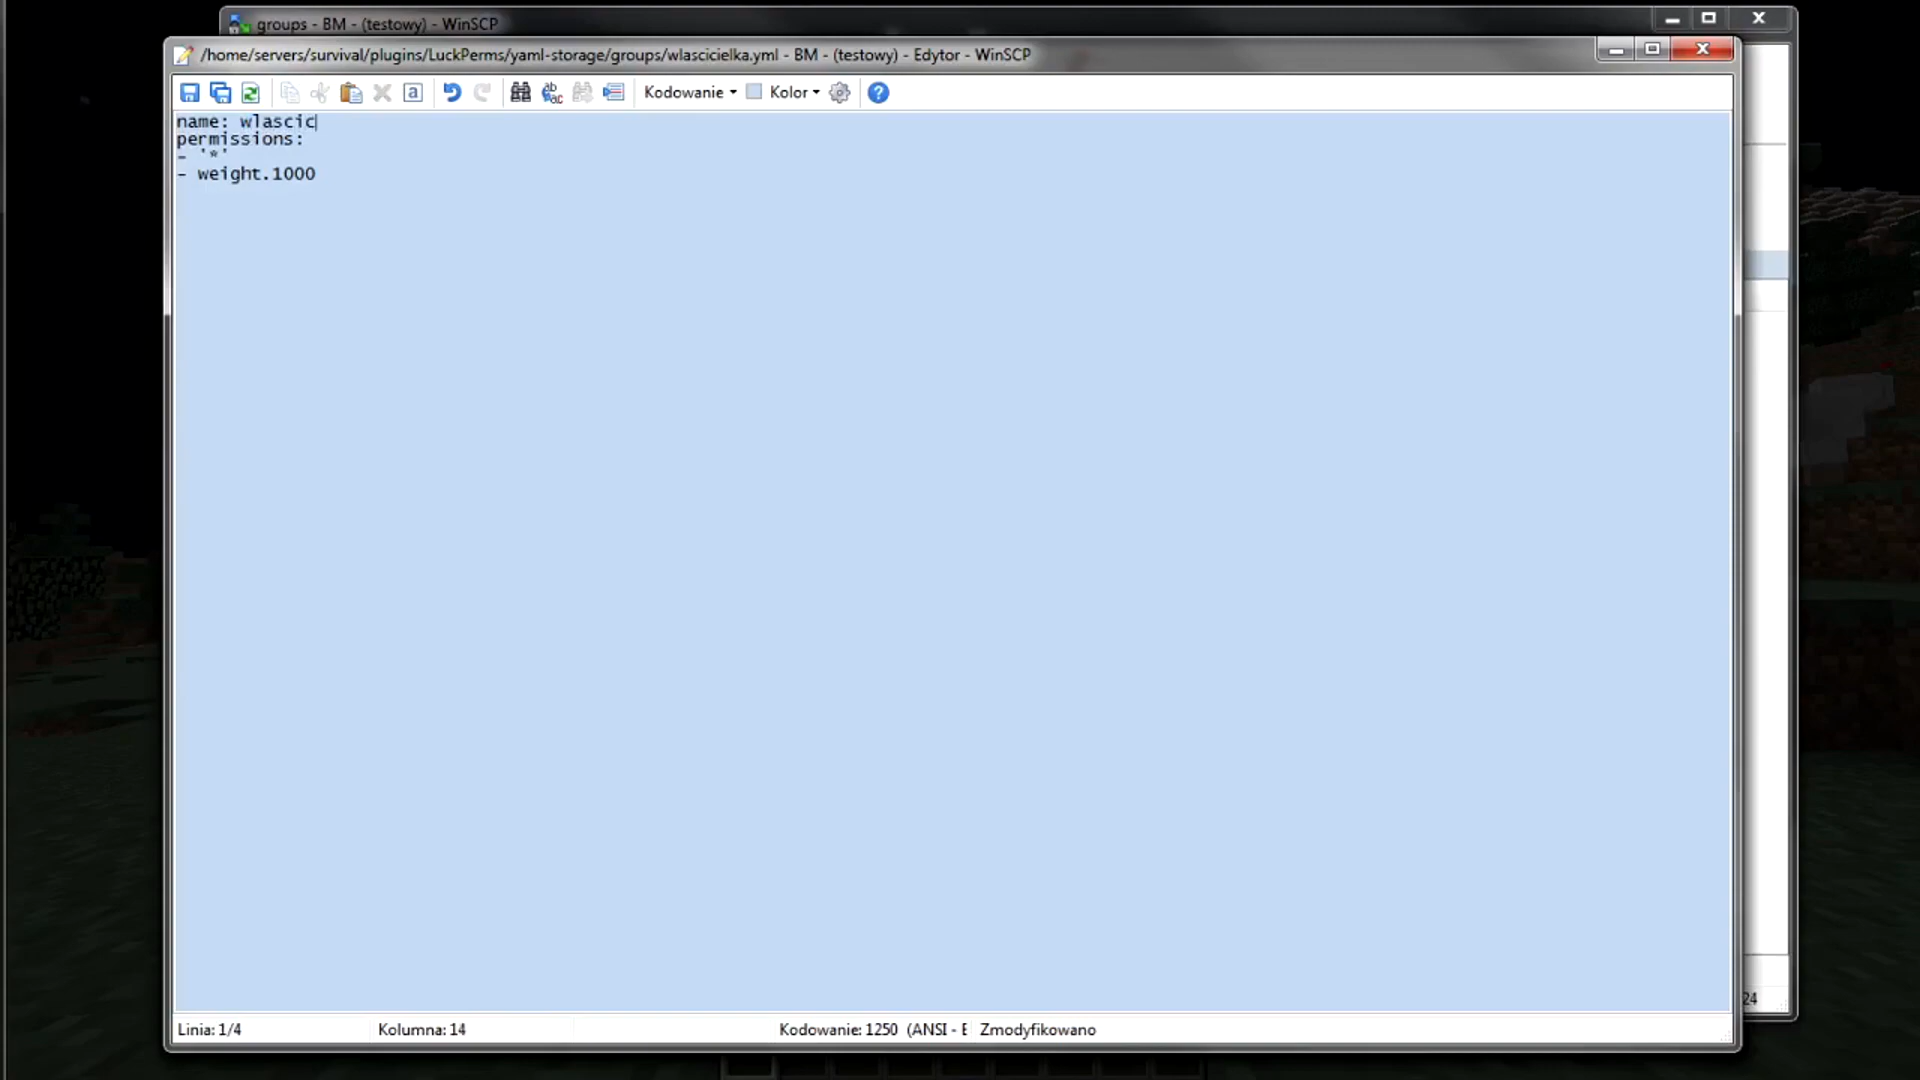 groups - BM - (testowy) - WinSCP
/home/servers/survival/plugins/LuckPerms/yaml-storage/groups/wlascicielka.yml - BM - (testowy) - Edytor - WinSCP
Kodowanie Kolor
name: wlascic
permissions:
- '*'
- weight.1000
24
Linia: 1/4 Kolumna: 14 Kodowanie: 1250 (ANSI - E Zmodyfikowano